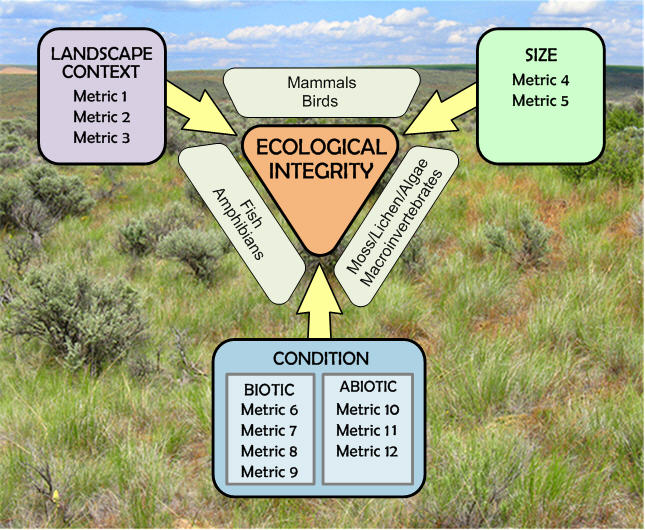 LANDSCAPE
CONTEXT
Metric 1
Metric 2
Metric 3
Mammals
Birds
SIZE
Metric 4
Metric 5
ECOLOGICAL
INTEGRITY
Fish
Amphibians
Moss/Lichen/Algae
Macroinvertebrates
CONDITION
BIOTIC
Metric 6
Metric 7
Metric 8
Metric 9
ABIOTIC
Metric 10
Metric 11
Metric 12